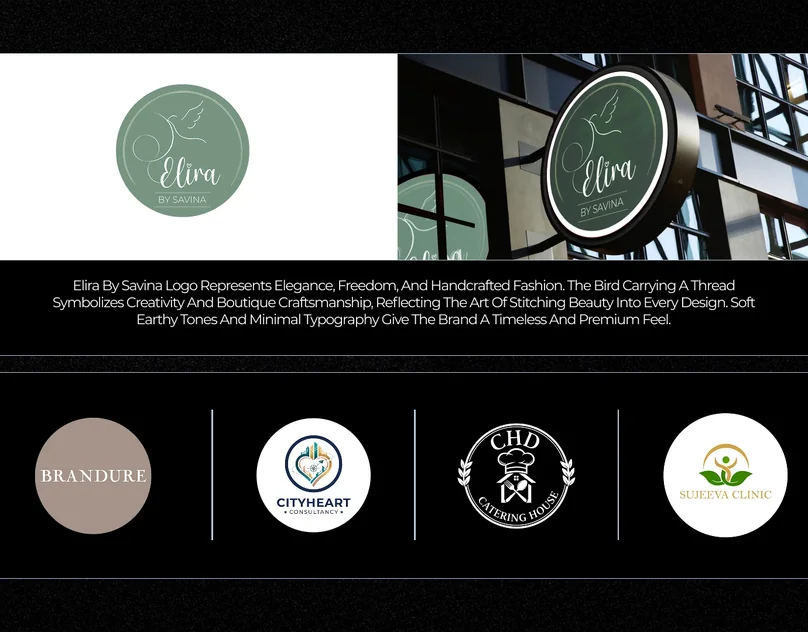 Elira
BY SAVINA
Elira
BY SAVINA
Elira
Elira By Savina Logo Represents Elegance, Freedom, And Handcrafted Fashion. The Bird Carrying A Thread
Symbolizes Creativity And Boutique Craftsmanship, Reflecting The Art Of Stitching Beauty Into Every Design. Soft
Earthy Tones And Minimal Typography Give The Brand A Timeless And Premium Feel.
BRANDURE
CITYHEART
• CONSULTANCY •
CHD
CATERING HOUSE
SUJEEVA CLINIC